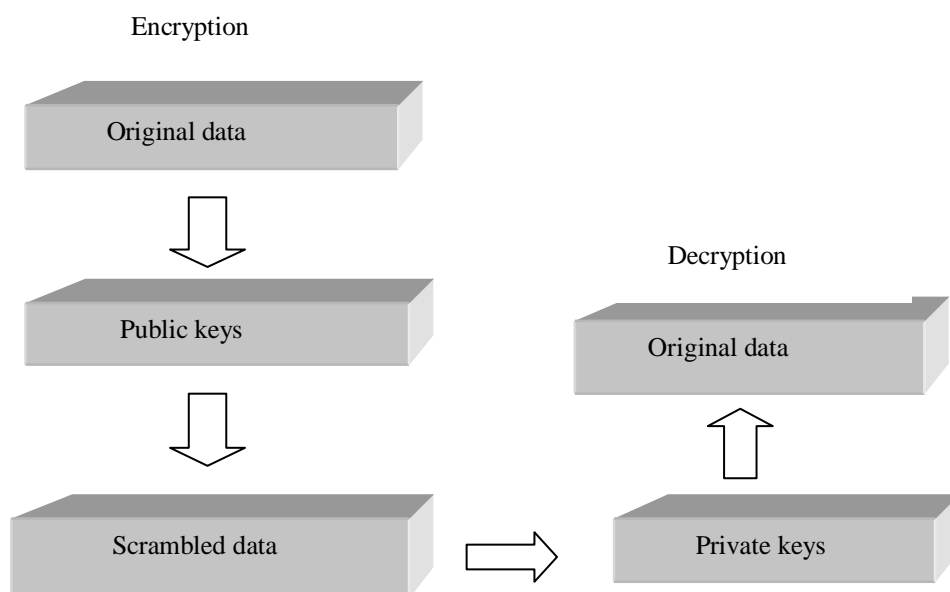 Encryption
Original data
Public keys
Scrambled data
Decryption
Original data
Private keys